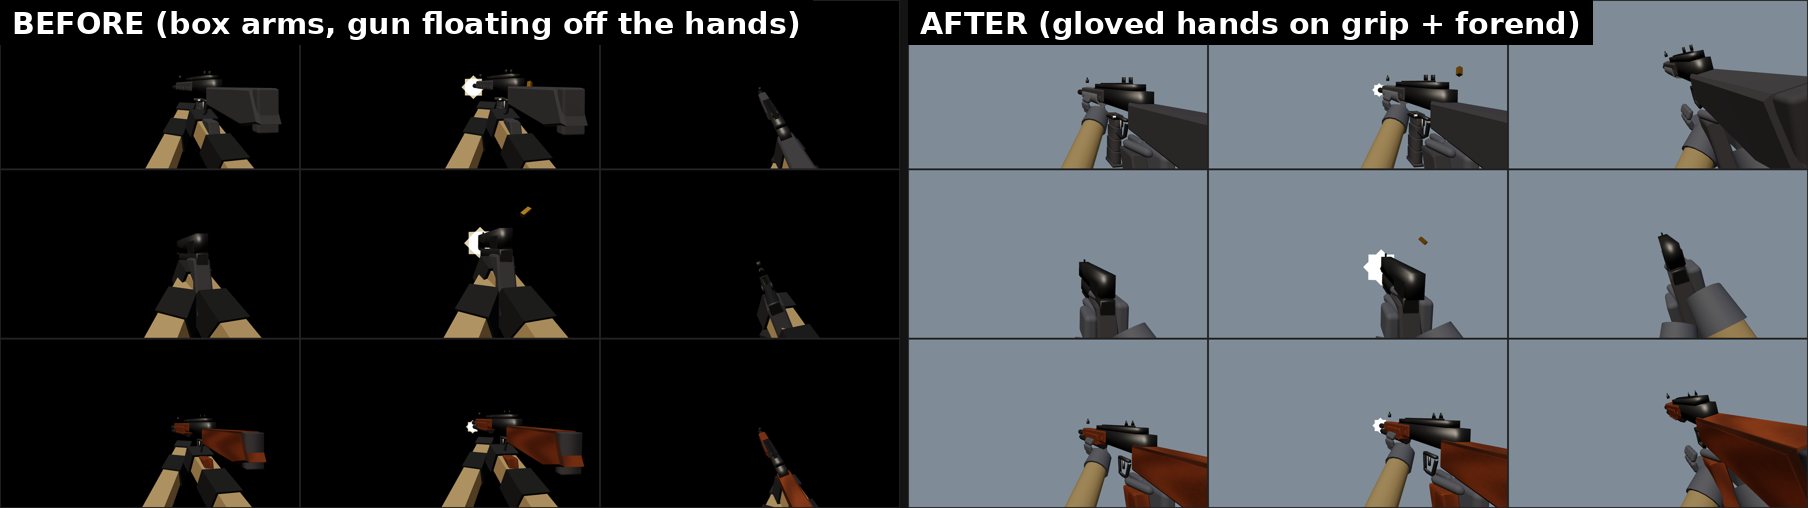 BEFORE (box arms, gun floating off the hands)
AFTER (gloved hands on grip + forend)